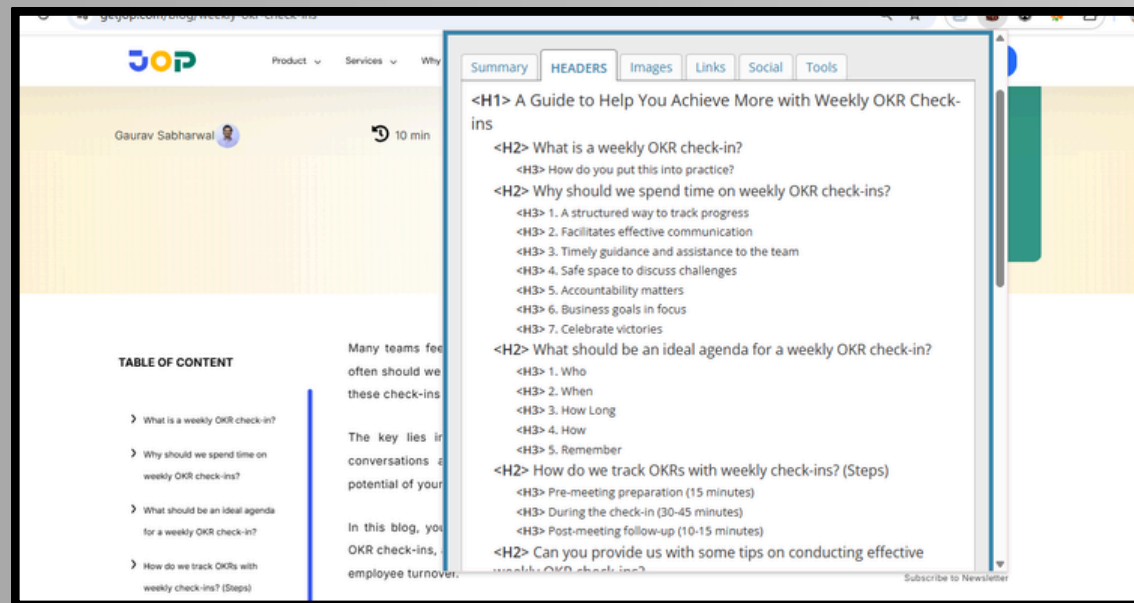 getjop.com/blog/weekly-okr-check-ins
JOP
Product
Services
Why
Gaurav Sabharwal
10 min
Summary
HEADERS
Images
Links
Social
Tools
<H1> A Guide to Help You Achieve More with Weekly OKR Check-
ins
<H2> What is a weekly OKR check-in?
<H3> How do you put this into practice?
<H2> Why should we spend time on weekly OKR check-ins?
<H3> 1. A structured way to track progress
<H3> 2. Facilitates effective communication
<H3> 3. Timely guidance and assistance to the team
<H3> 4. Safe space to discuss challenges
<H3> 5. Accountability matters
<H3> 6. Business goals in focus
<H3> 7. Celebrate victories
<H2> What should be an ideal agenda for a weekly OKR check-in?
<H3> 1. Who
<H3> 2. When
<H3> 3. How Long
<H3> 4. How
<H3> 5. Remember
<H2> How do we track OKRs with weekly check-ins? (Steps)
<H3> Pre-meeting preparation (15 minutes)
<H3> During the check-in (30-45 minutes)
<H3> Post-meeting follow-up (10-15 minutes)
<H2> Can you provide us with some tips on conducting effective
weekly OKR check-ins?
TABLE OF CONTENT
What is a weekly OKR check-in?
Why should we spend time on
weekly OKR check-ins?
What should be an ideal agenda
for a weekly OKR check-in?
How do we track OKRs with
weekly check-ins? (Steps)
Many teams fee
often should we
these check-ins
The key lies in
conversations a
potential of your
In this blog, you
OKR check-ins,
employee turnover.
Subscribe to Newsletter